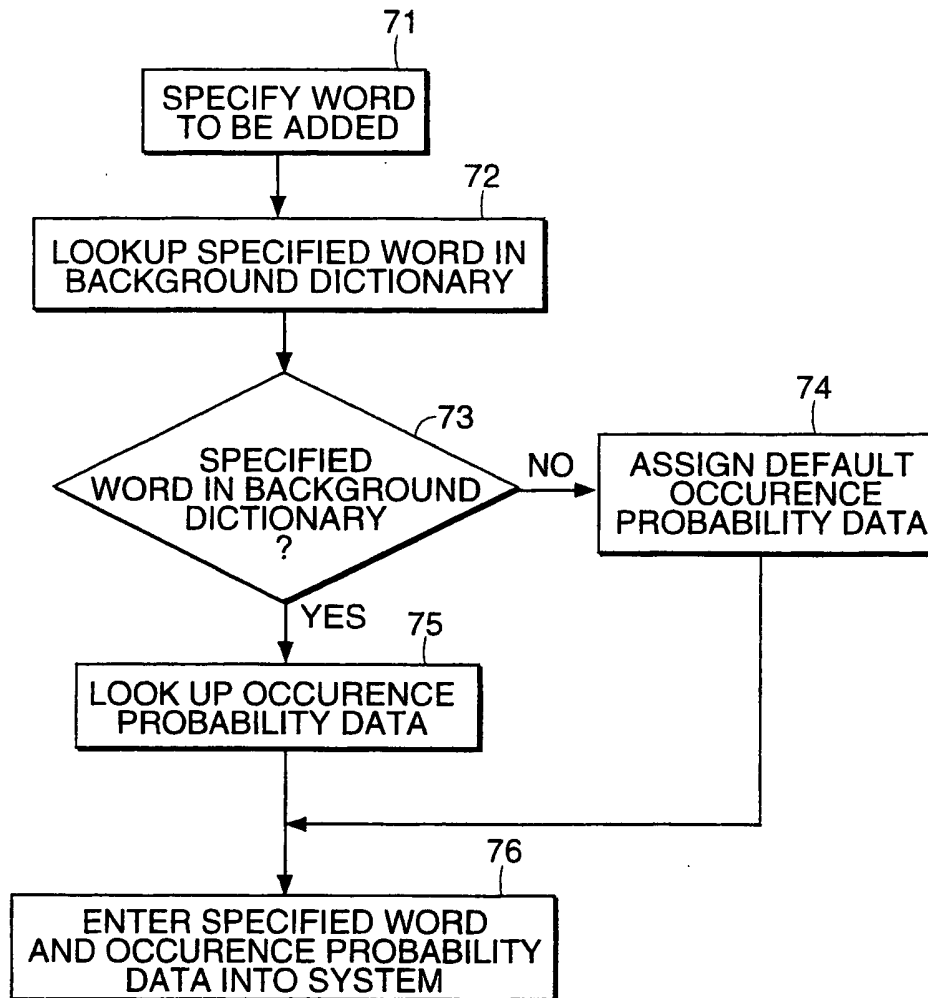 71
SPECIFY WORD
TO BE ADDED
72
LOOKUP SPECIFIED WORD IN
BACKGROUND DICTIONARY
73
SPECIFIED
WORD IN BACKGROUND
DICTIONARY
?
NO
74
ASSIGN DEFAULT
OCCURENCE
PROBABILITY DATA
YES
75
LOOK UP OCCURENCE
PROBABILITY DATA
76
ENTER SPECIFIED WORD
AND OCCURENCE PROBABILITY
DATA INTO SYSTEM